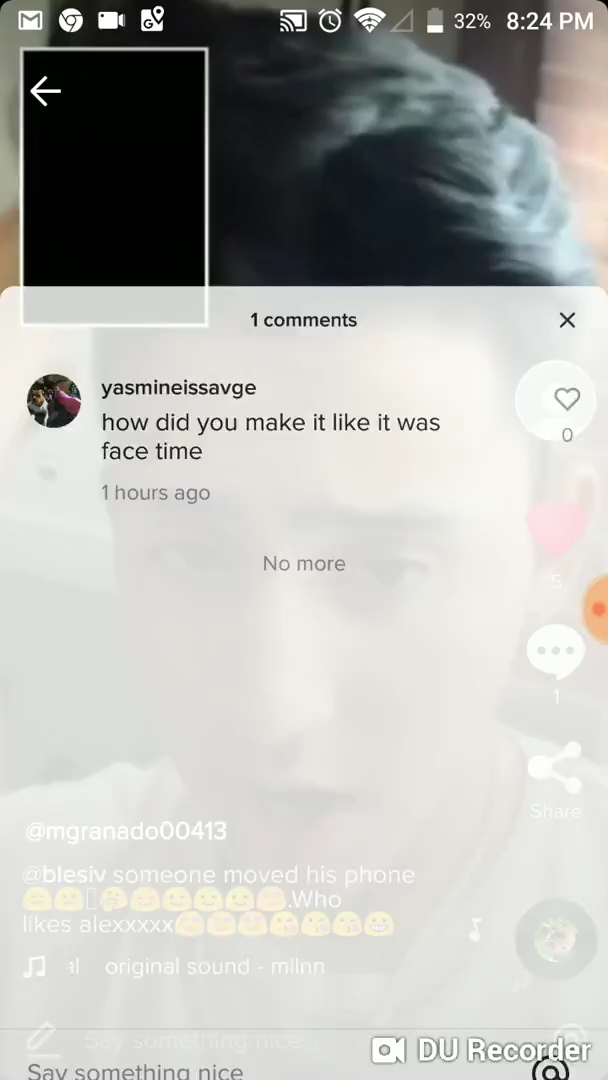 32% 8:24 PM
1 comments
yasmineissavge
how did you make it like it was
face time
0
1 hours ago
No more
5
1
Share
@mgranado00413
@blesiv someone moved his phone
😊😊🤔😊😊😊😊😊.Who
likes alexxxxx😍😍😍😘😘😘😘😁
al original sound - milnn
Say something nice.
DU Recorder
Say something nice
@